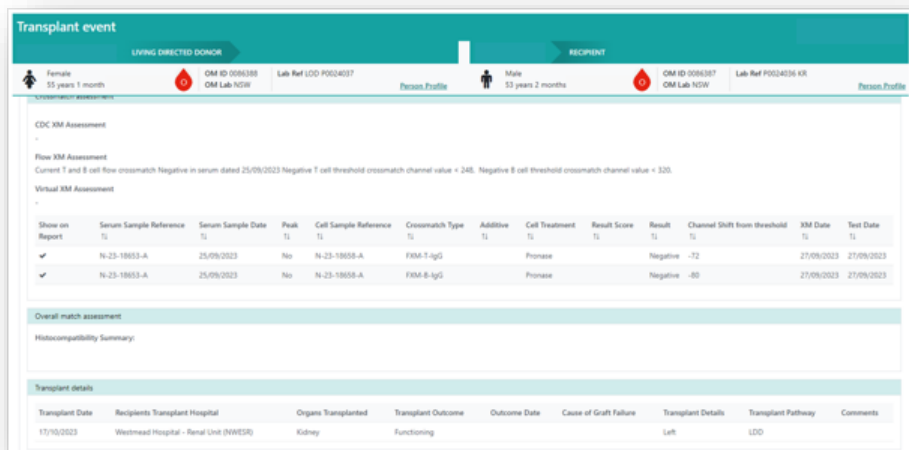 Transplant event
LIVING DIRECTED DONOR
RECIPIENT
Female
55 years 1 month
O
OM ID 0086388
OM Lab NSW
Lab Ref LDD P0024037
Person Profile
Male
53 years 2 months
O
OM ID 0086387
OM Lab NSW
Lab Ref P0024036 KR
Person Profile
Crossmatch assessment
CDC XM Assessment
-
Flow XM Assessment
Current T and B cell flow crossmatch Negative in serum dated 25/09/2023 Negative T cell threshold crossmatch channel value < 248. Negative B cell threshold crossmatch channel value < 320.
Virtual XM Assessment
-
Show on Report Serum Sample Reference Serum Sample Date Peak Cell Sample Reference Crossmatch Type Additive Cell Treatment Result Score Result Channel Shift from threshold XM Date Test Date
N-23-18653-A 25/09/2023 No N-23-18658-A FXM-T-IgG Pronase Negative -72 27/09/2023 27/09/2023
N-23-18653-A 25/09/2023 No N-23-18658-A FXM-B-IgG Pronase Negative -80 27/09/2023 27/09/2023
Overall match assessment
Histocompatibility Summary:
Transplant details
Transplant Date Recipients Transplant Hospital Organs Transplanted Transplant Outcome Outcome Date Cause of Graft Failure Transplant Details Transplant Pathway Comments
17/10/2023 Westmead Hospital - Renal Unit (NWESR) Kidney Functioning Left LDD